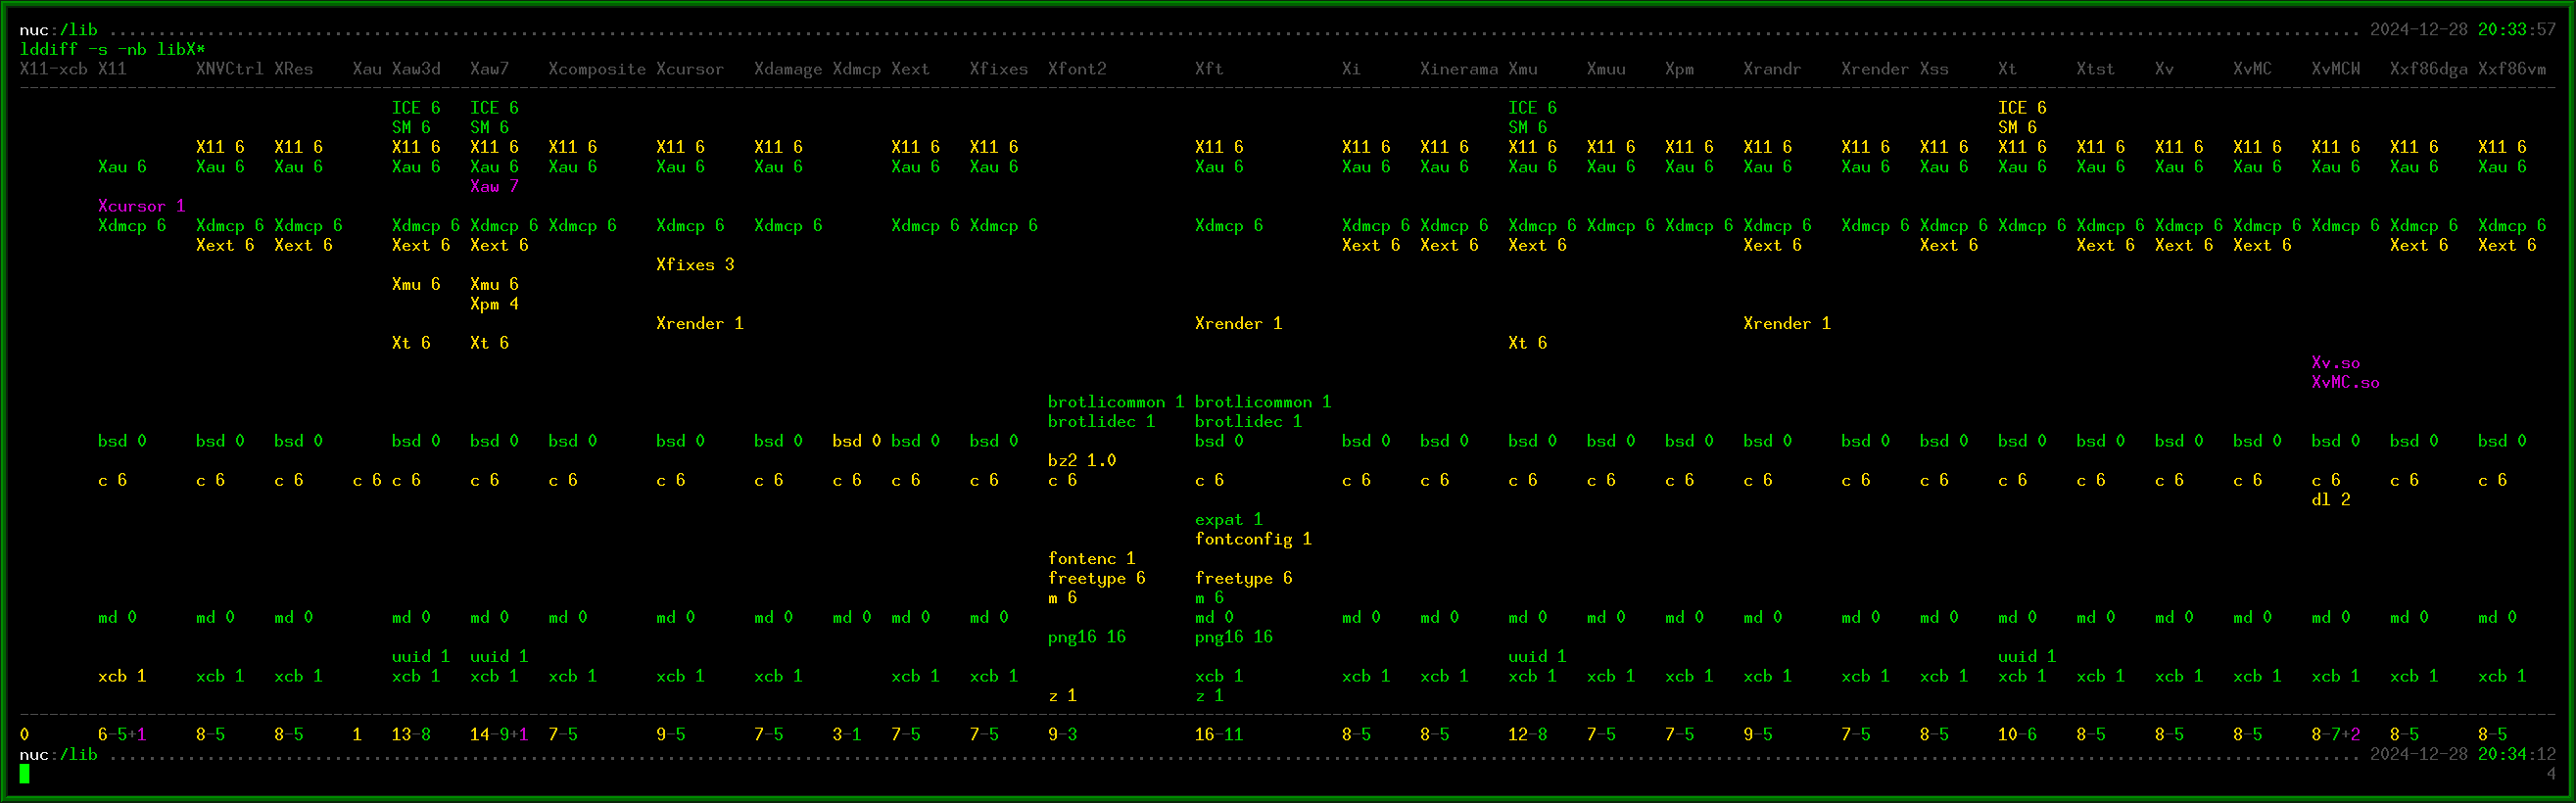 nuc:/lib ........................................................................ 2024-12-28 20:33:57
lddiff -s -nb libX*
X11-xcb X11 XNVCtrl XRes Xau Xaw3d Xaw7 Xcomposite Xcursor Xdamage Xdmcp Xext Xfixes Xfont2 Xft Xi Xinerama Xmu Xmuu Xpm Xrandr Xrender Xss Xt Xtst Xv XvMC XvMCW Xxf86dga Xxf86vm
ICE 6 ICE 6 ICE 6 ICE 6
SM 6 SM 6 SM 6 SM 6
X11 6 X11 6 X11 6 X11 6 X11 6 X11 6 X11 6 X11 6 X11 6 X11 6 X11 6 X11 6 X11 6 X11 6 X11 6 X11 6 X11 6 X11 6 X11 6 X11 6 X11 6 X11 6 X11 6 X11 6 X11 6
Xau 6 Xau 6 Xau 6 Xau 6 Xau 6 Xau 6 Xau 6 Xau 6 Xau 6 Xau 6 Xau 6 Xau 6 Xau 6 Xau 6 Xau 6 Xau 6 Xau 6 Xau 6 Xau 6 Xau 6 Xau 6 Xau 6 Xau 6 Xau 6 Xau 6 Xau 6
Xaw 7
Xcursor 1
Xdmcp 6 Xdmcp 6 Xdmcp 6 Xdmcp 6 Xdmcp 6 Xdmcp 6 Xdmcp 6 Xdmcp 6 Xdmcp 6 Xdmcp 6 Xdmcp 6 Xdmcp 6 Xdmcp 6 Xdmcp 6 Xdmcp 6 Xdmcp 6 Xdmcp 6 Xdmcp 6 Xdmcp 6 Xdmcp 6 Xdmcp 6 Xdmcp 6 Xdmcp 6 Xdmcp 6 Xdmcp 6 Xdmcp 6
Xext 6 Xext 6 Xext 6 Xext 6 Xext 6 Xext 6 Xext 6 Xext 6 Xext 6 Xext 6 Xext 6 Xext 6 Xext 6 Xext 6
Xfixes 3
Xmu 6 Xmu 6
Xpm 4
Xrender 1 Xrender 1 Xrender 1
Xt 6 Xt 6 Xt 6
Xv.so
XvMC.so
brotlicommon 1 brotlicommon 1
brotlidec 1 brotlidec 1
bsd 0 bsd 0 bsd 0 bsd 0 bsd 0 bsd 0 bsd 0 bsd 0 bsd 0 bsd 0 bsd 0 bsd 0 bsd 0 bsd 0 bsd 0 bsd 0 bsd 0 bsd 0 bsd 0 bsd 0 bsd 0 bsd 0 bsd 0 bsd 0 bsd 0 bsd 0 bsd 0
bz2 1.0
c 6 c 6 c 6 c 6 c 6 c 6 c 6 c 6 c 6 c 6 c 6 c 6 c 6 c 6 c 6 c 6 c 6 c 6 c 6 c 6 c 6 c 6 c 6 c 6 c 6 c 6 c 6 c 6 c 6
dl 2
expat 1
fontconfig 1
fontenc 1
freetype 6 freetype 6
m 6 m 6
md 0 md 0 md 0 md 0 md 0 md 0 md 0 md 0 md 0 md 0 md 0 md 0 md 0 md 0 md 0 md 0 md 0 md 0 md 0 md 0 md 0 md 0 md 0 md 0 md 0 md 0 md 0
png16 16 png16 16
uuid 1 uuid 1 uuid 1 uuid 1
xcb 1 xcb 1 xcb 1 xcb 1 xcb 1 xcb 1 xcb 1 xcb 1 xcb 1 xcb 1 xcb 1 xcb 1 xcb 1 xcb 1 xcb 1 xcb 1 xcb 1 xcb 1 xcb 1 xcb 1 xcb 1 xcb 1 xcb 1 xcb 1 xcb 1 xcb 1
z 1 z 1
0 6-5+1 8-5 8-5 1 13-8 14-9+1 7-5 9-5 7-5 3-1 7-5 7-5 9-3 16-11 8-5 8-5 12-8 7-5 7-5 9-5 7-5 8-5 10-6 8-5 8-5 8-5 8-7+2 8-5 8-5
nuc:/lib ........................................................................ 2024-12-28 20:34:12
4